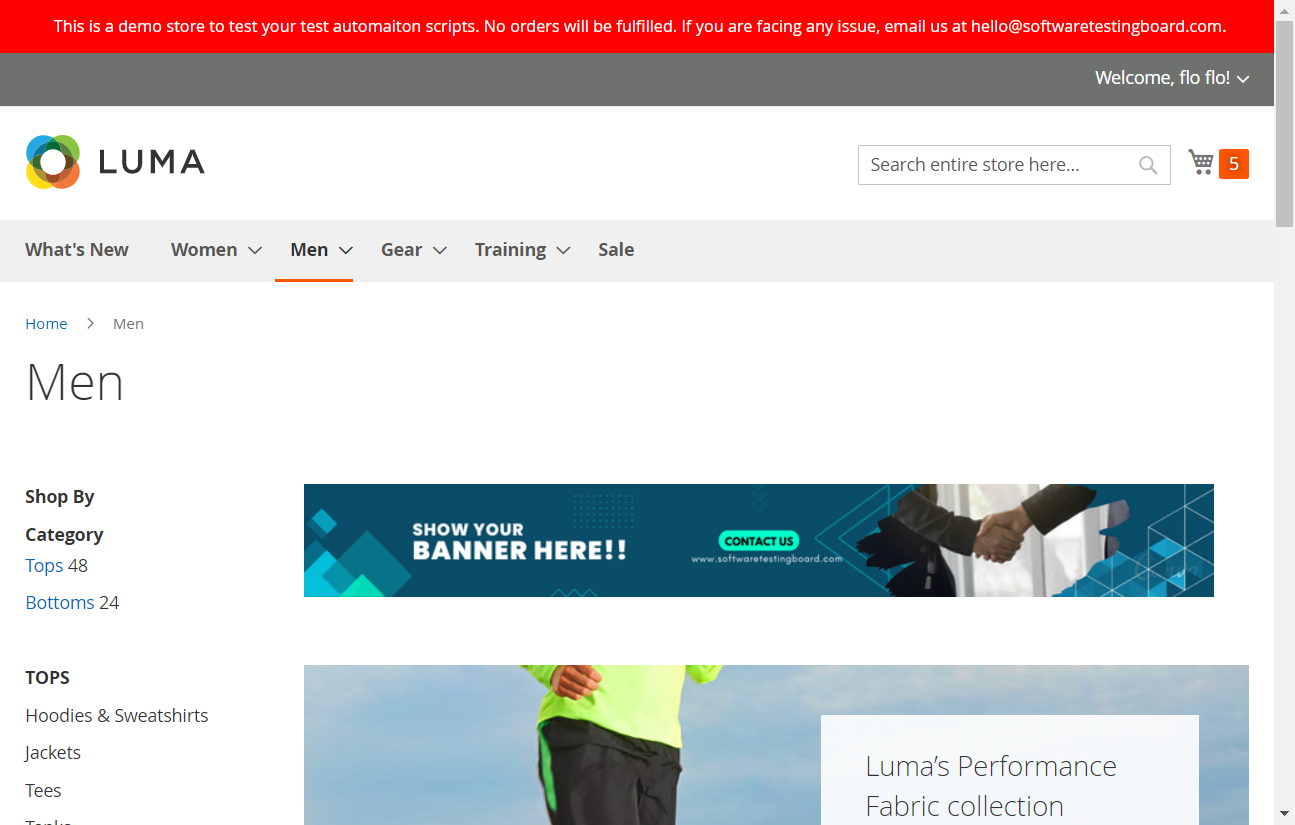 This is a demo store to test your test automaiton scripts. No orders will be fulfilled. If you are facing any issue, email us at hello@softwaretestingboard.com.
Welcome, flo flo!
LUMA
Search entire store here...
5
What's New
Women
Men
Gear
Training
Sale
Home
Men
Men
Shop By
Category
Tops 48
Bottoms 24
SHOW YOUR
BANNER HERE!!
CONTACT US
www.softwaretestingboard.com
TOPS
Hoodies & Sweatshirts
Jackets
Tees
Luma’s Performance
Fabric collection